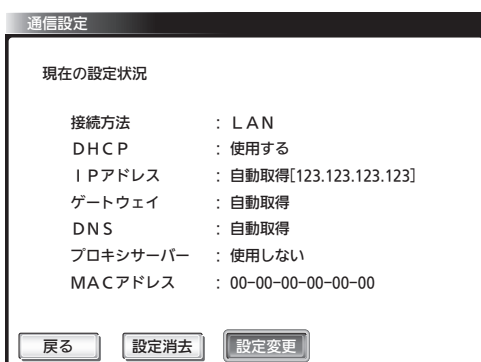 通信設定
現在の設定状況
接続方法 : ＬＡＮ
ＤＨＣＰ : 使用する
ＩＰアドレス : 自動取得[123.123.123.123]
ゲートウェイ : 自動取得
ＤＮＳ : 自動取得
プロキシサーバー : 使用しない
ＭＡＣアドレス : 00-00-00-00-00-00
戻る 設定消去 設定変更